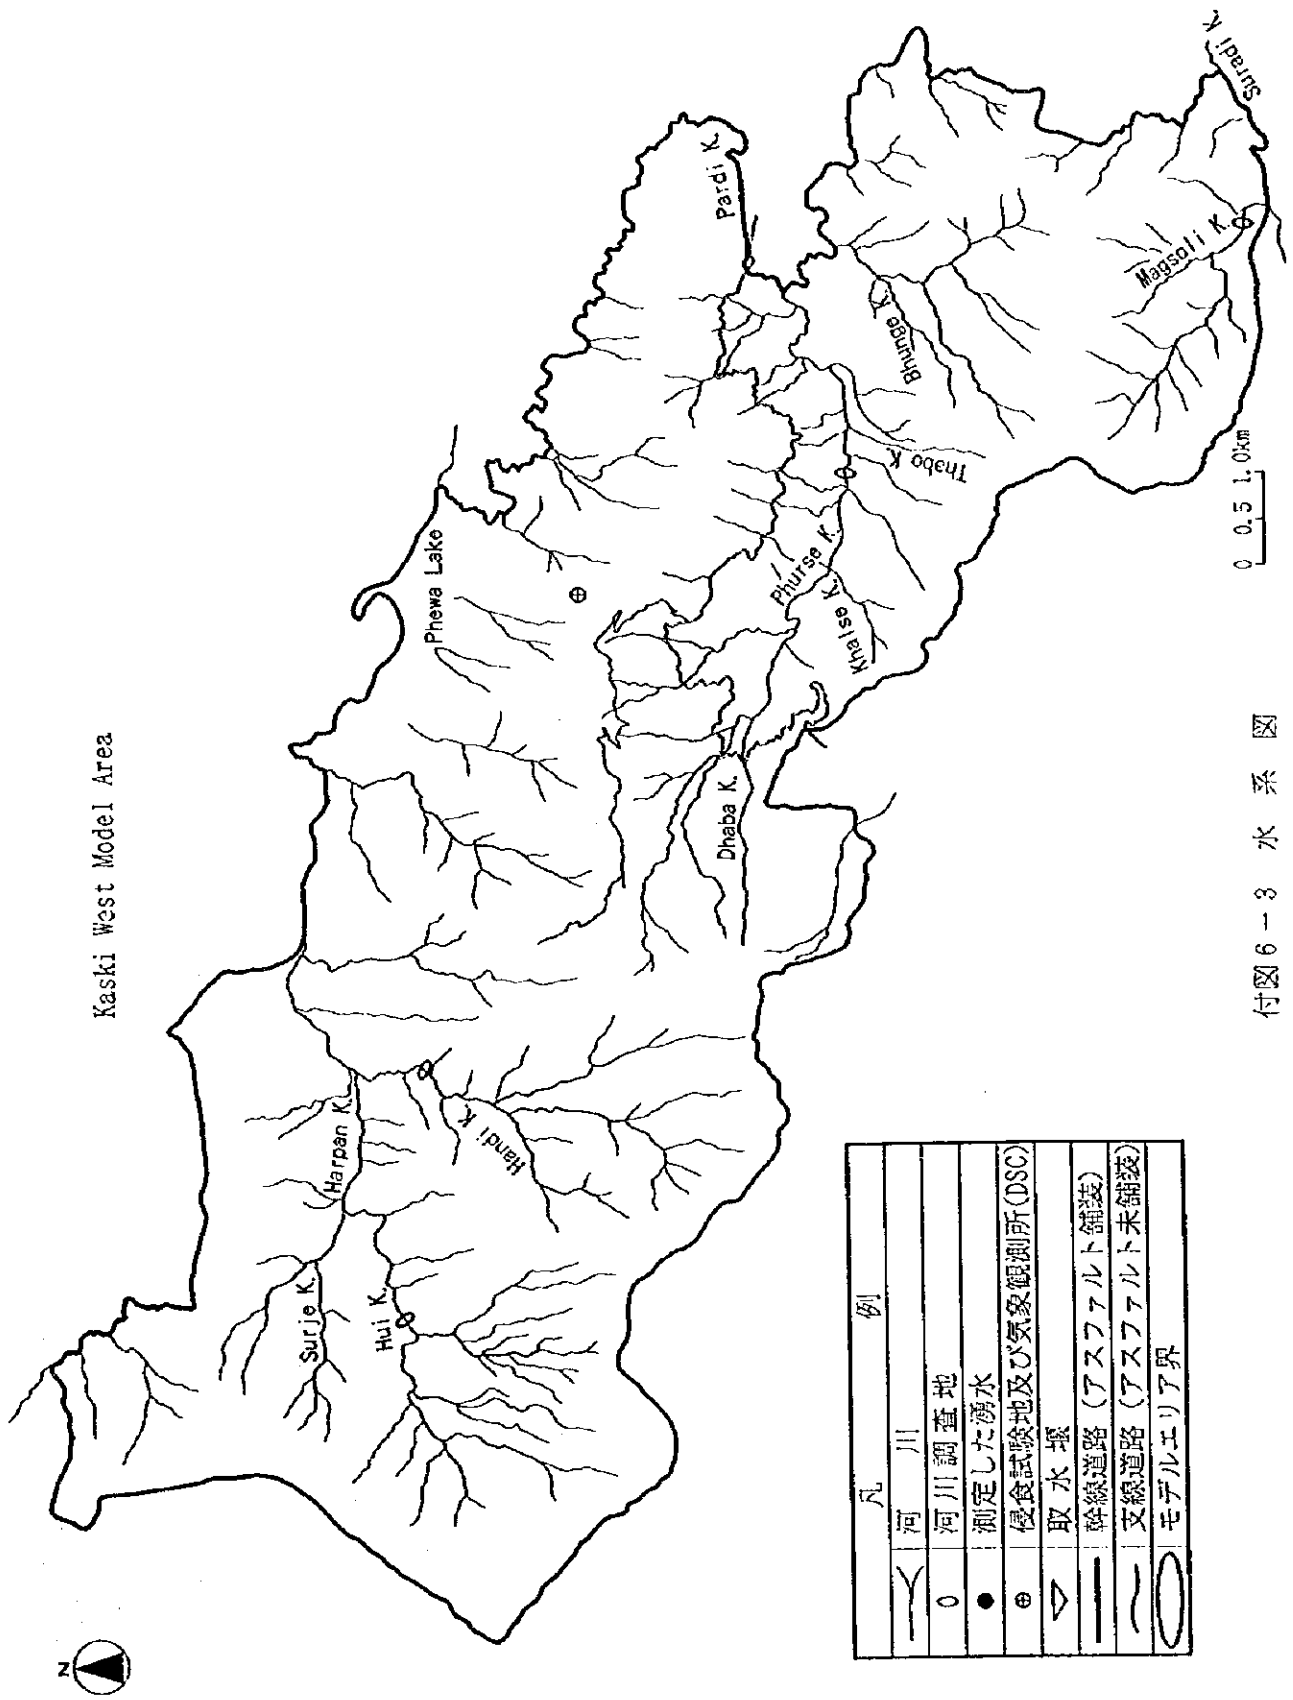 Kaski West Model Area
N
Phewa Lake
Pardi K.
Suradi K.
Magsali K.
Bhunge K.
Thabo K.
Phurse K.
Khalse K.
Dhaba K.
Harpan K.
Handi K.
Surje K.
Hui K.
0 0.5 1.0km
凡 例
河 川
河川調査地
測定した湧水
侵食試験地及び気象観測所(DSC)
取水堰
幹線道路(アスファルト舗装)
支線道路(アスファルト未舗装)
モデルエリア界
付図6-3 水系図